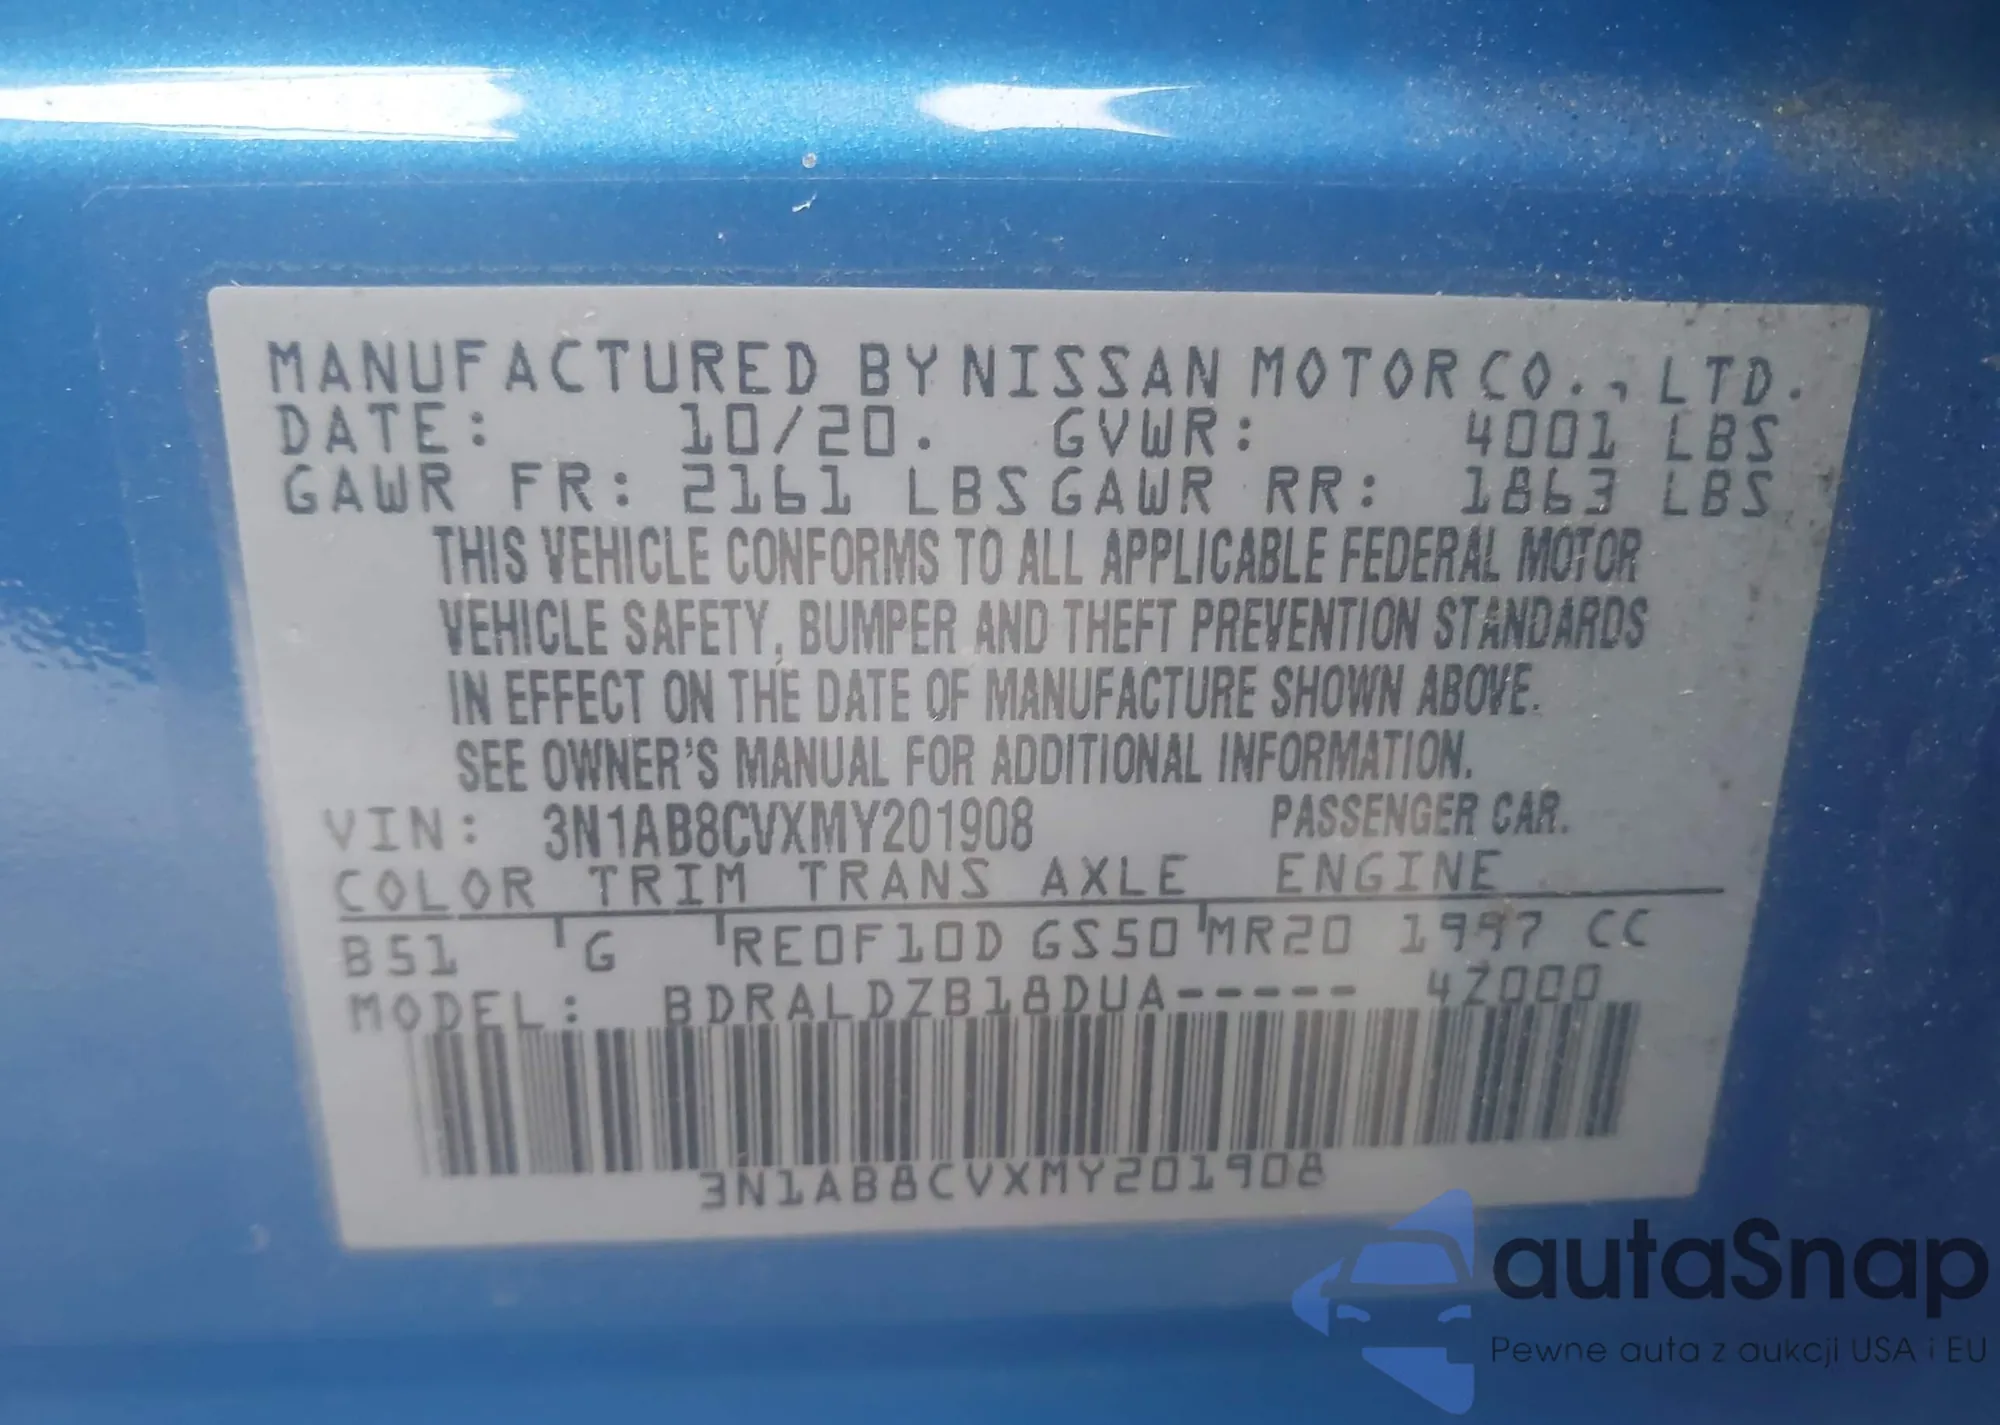 MANUFACTURED BY NISSAN MOTOR CO., LTD.
DATE: 10/20. GVWR: 4001 LBS
GAWR FR: 2161 LBS GAWR RR: 1863 LBS
THIS VEHICLE CONFORMS TO ALL APPLICABLE FEDERAL MOTOR
VEHICLE SAFETY, BUMPER AND THEFT PREVENTION STANDARDS
IN EFFECT ON THE DATE OF MANUFACTURE SHOWN ABOVE.
SEE OWNER'S MANUAL FOR ADDITIONAL INFORMATION.
VIN: 3N1AB8CVXMY201908 PASSENGER CAR.
COLOR TRIM TRANS AXLE ENGINE
B51 G RE0F10D GS50 MR20 1997 CC
MODEL: BDRALDZB18DUA----- 4Z000
3N1AB8CVXMY201908
autaSnap
Pewne auta z aukcji USA i EU